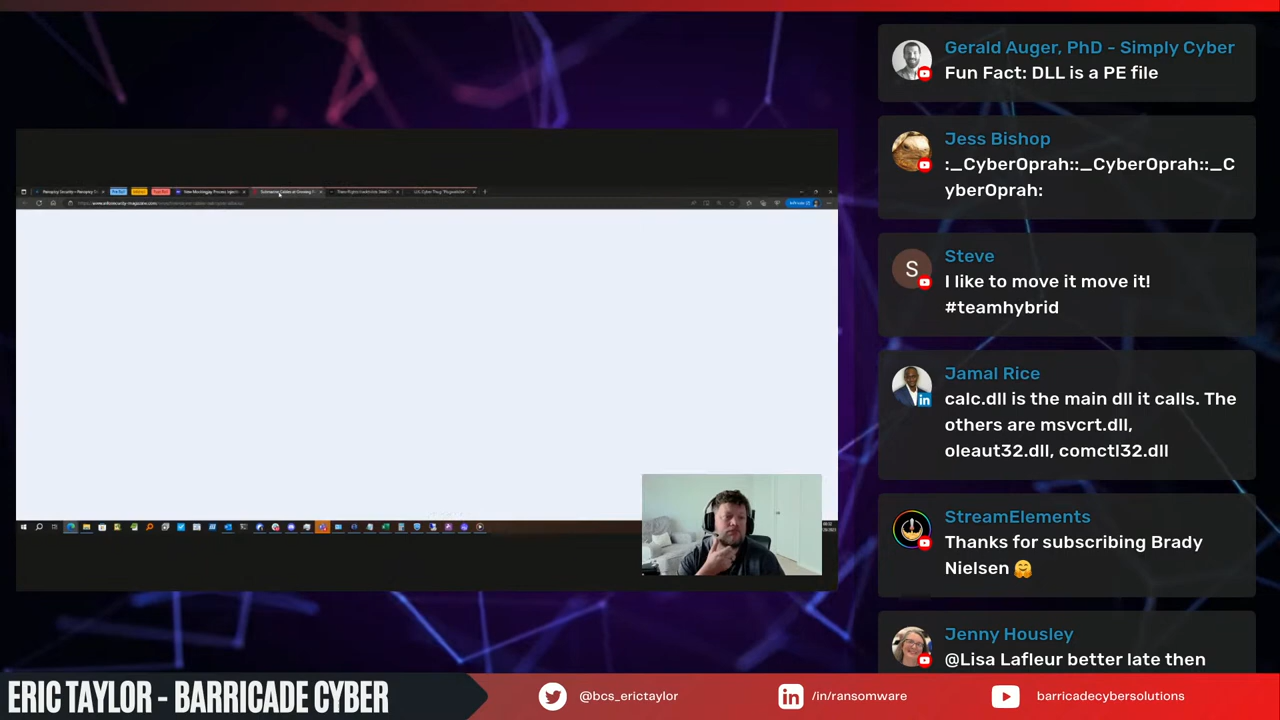 Gerald Auger, PhD - Simply Cyber
Fun Fact: DLL is a PE file
Jess Bishop
:_CyberOprah::_CyberOprah::_C
yberOprah:
Steve
S
I like to move it move it!
#teamhybrid
Jamal Rice
calc.dll is the main dll it calls. The
others are msvcrt.dll,
oleaut32.dll, comctl32.dll
StreamElements
Thanks for subscribing Brady
Nielsen 🤗
Jenny Housley
@Lisa Lafleur better late then
ERIC TAYLOR - BARRICADE CYBER
@bcs_erictaylor
/in/ransomware
barricadecybersolutions